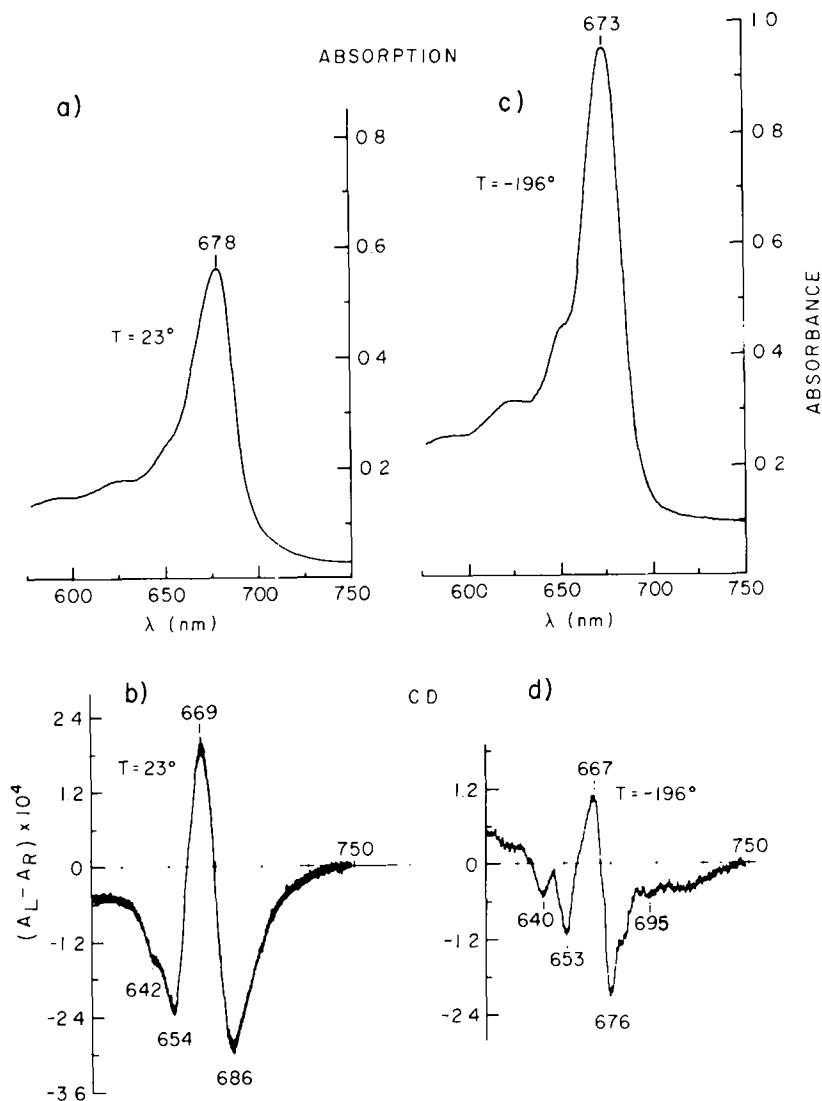 ABSORPTION
a)
678
T = 23°
0.8
0.6
0.4
0.2
600 650 700 750
λ (nm)
c)
673
T = -196°
1.0
0.8
0.6
0.4
0.2
ABSORBANCE
600 650 700 750
λ (nm)
b)
CD
669
T = 23°
2.4
1.2
0
-1.2
-2.4
-3.6
(A_L - A_R) x 10^4
750
642
654
686
d)
667
T = -196°
1.2
0
-1.2
-2.4
750
640
653
695
676